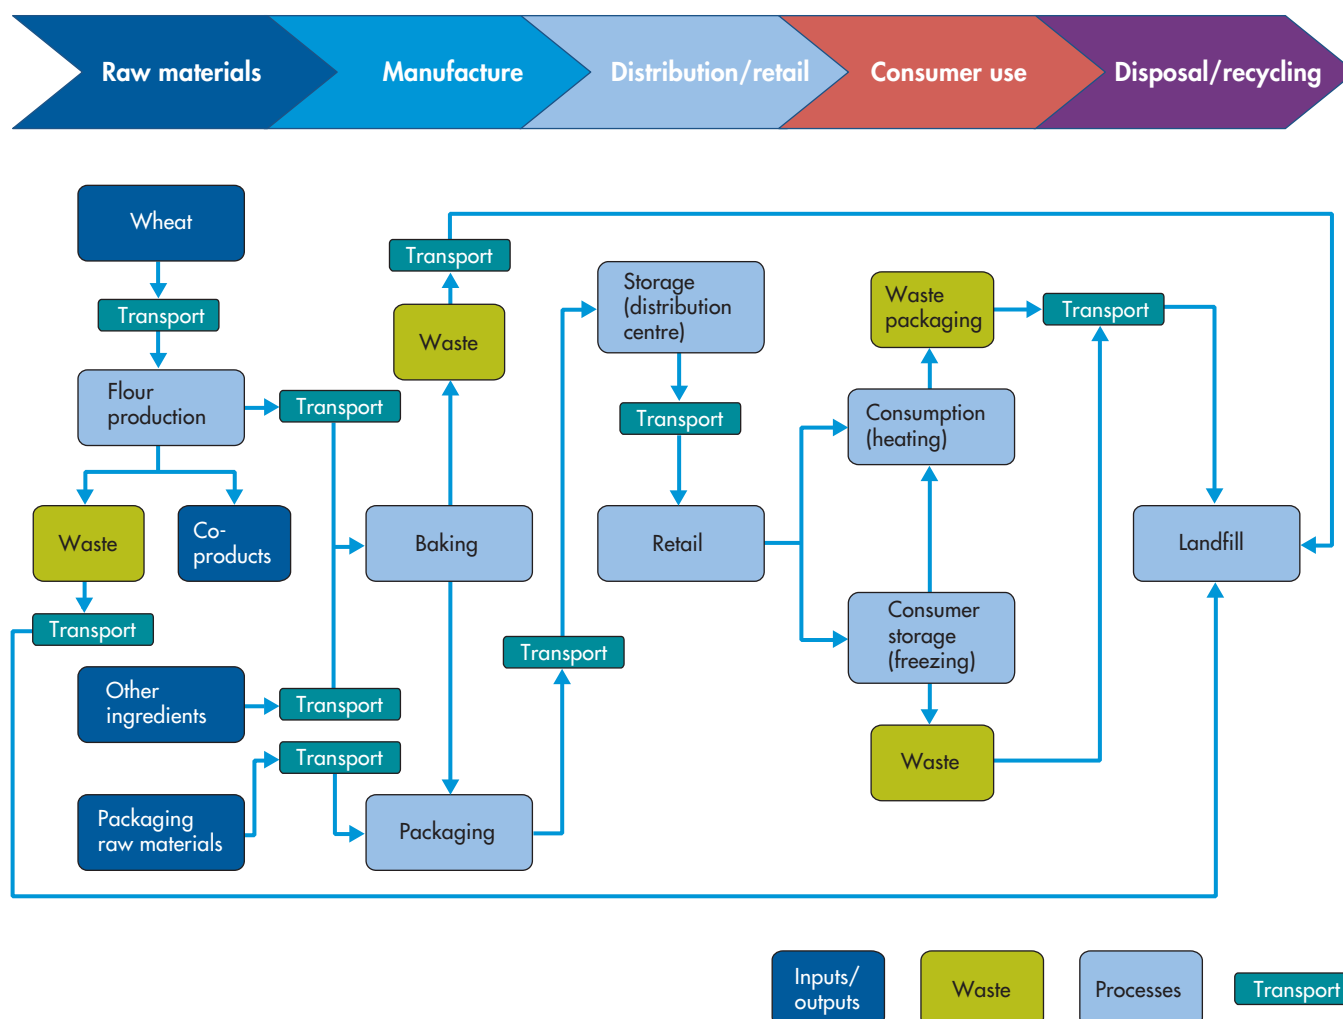 Raw materials
Manufacture
Distribution/retail
Consumer use
Disposal/recycling
Wheat
Transport
Flour
production
Transport
Waste
Co-
products
Transport
Other
ingredients
Transport
Packaging
raw materials
Transport
Transport
Waste
Baking
Packaging
Transport
Storage
(distribution
centre)
Transport
Retail
Waste
packaging
Consumption
(heating)
Consumer
storage
(freezing)
Waste
Transport
Landfill
Inputs/
outputs
Waste
Processes
Transport